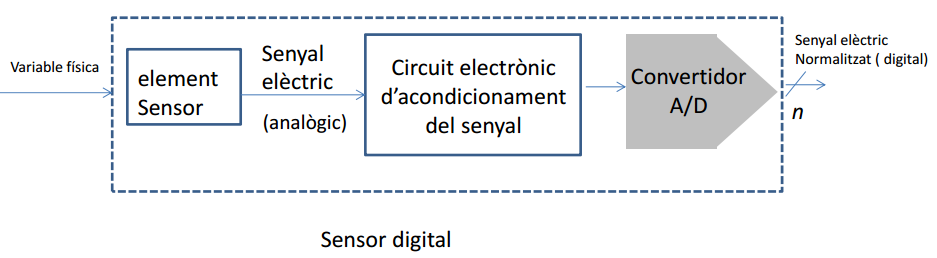 Variable física
element
Sensor
Senyal
elèctric
(analògic)
Circuit electrònic
d’acondicionament
del senyal
Convertidor
A/D
Senyal elèctric
Normalitzat ( digital)
n
Sensor digital